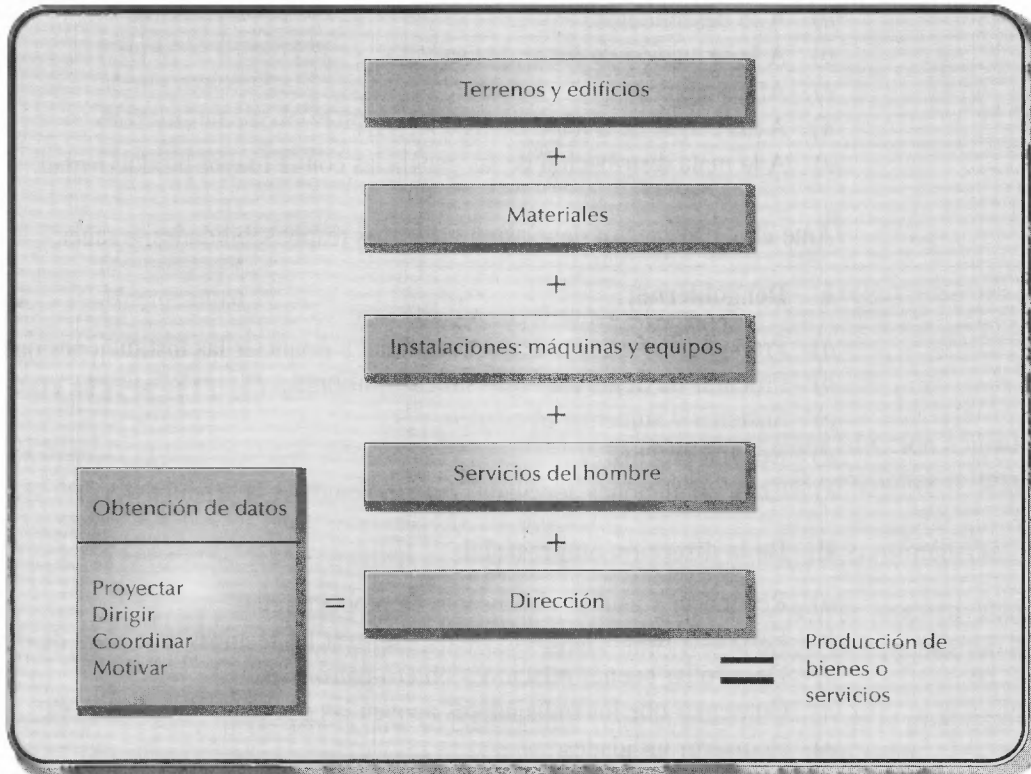 Terrenos y edificios
+
Materiales
+
Instalaciones: máquinas y equipos
+
Servicios del hombre
+
Obtención de datos
Proyectar
Dirigir
Coordinar
Motivar
=
Dirección
=
Producción de
bienes o
servicios